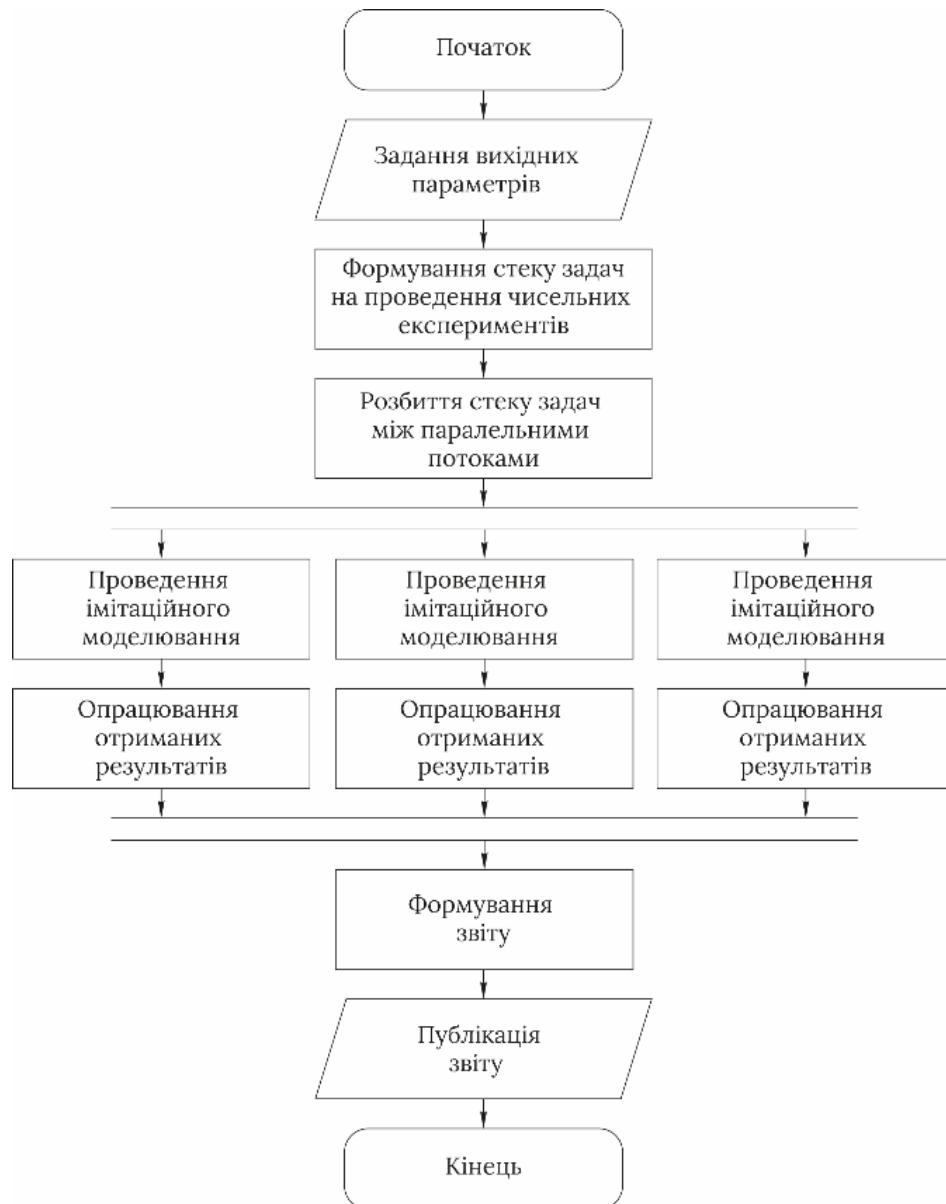 Початок
Задання вихідних
параметрів
Формування стеку задач
на проведення чисельних
експериментів
Розбиття стеку задач
між паралельними
потоками
Проведення
імітаційного
моделювання
Проведення
імітаційного
моделювання
Проведення
імітаційного
моделювання
Опрацювання
отриманих
результатів
Опрацювання
отриманих
результатів
Опрацювання
отриманих
результатів
Формування
звіту
Публікація
звіту
Кінець